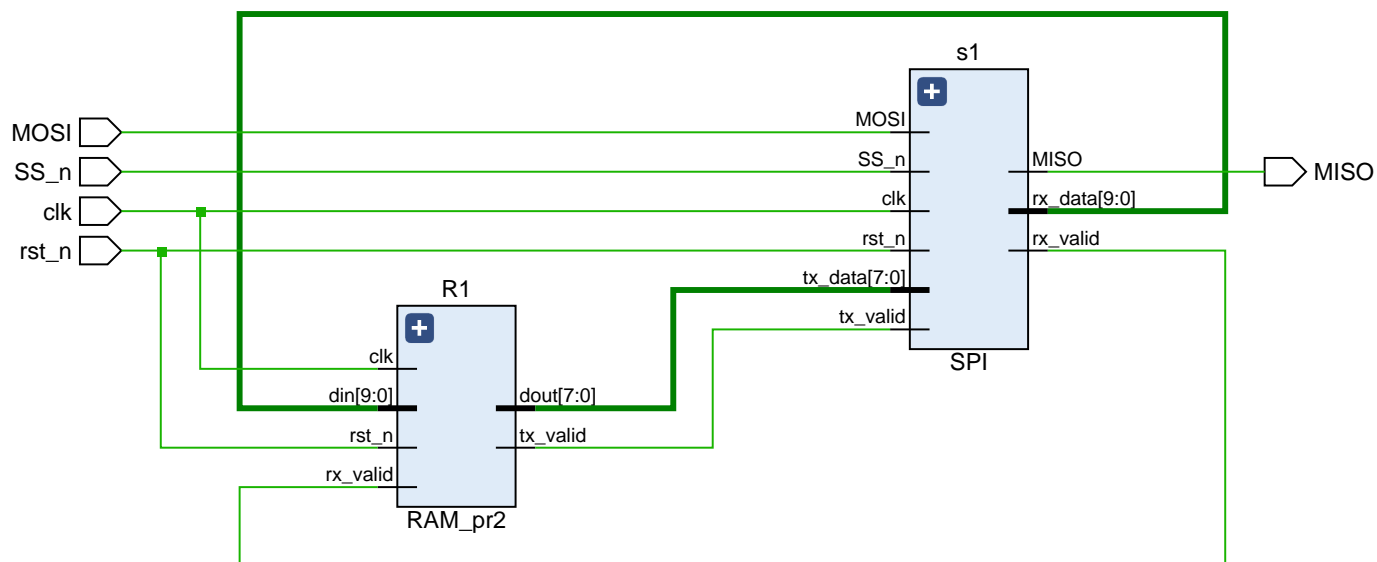 s1
MOSI
SS_n
clk
rst_n
MOSI
SS_n
clk
rst_n
tx_data[7:0]
tx_valid
MISO
rx_data[9:0]
rx_valid
SPI
MISO
R1
clk
din[9:0]
rst_n
rx_valid
dout[7:0]
tx_valid
RAM_pr2